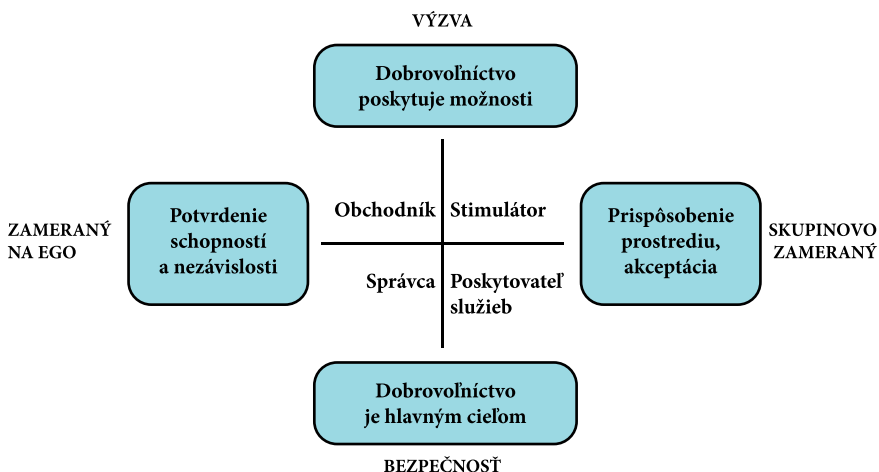 VÝZVA
Dobrovoľníctvo
poskytuje možnosti
ZAMERANÝ
NA EGO
Potvrdenie
schopností
a nezávislosti
Obchodník
Stimulátor
Správca
Poskytovateľ
služieb
Prispôsobenie
prostrediu,
akceptácia
SKUPINOVO
ZAMERANÝ
Dobrovoľníctvo
je hlavným cieľom
BEZPEČNOSŤ